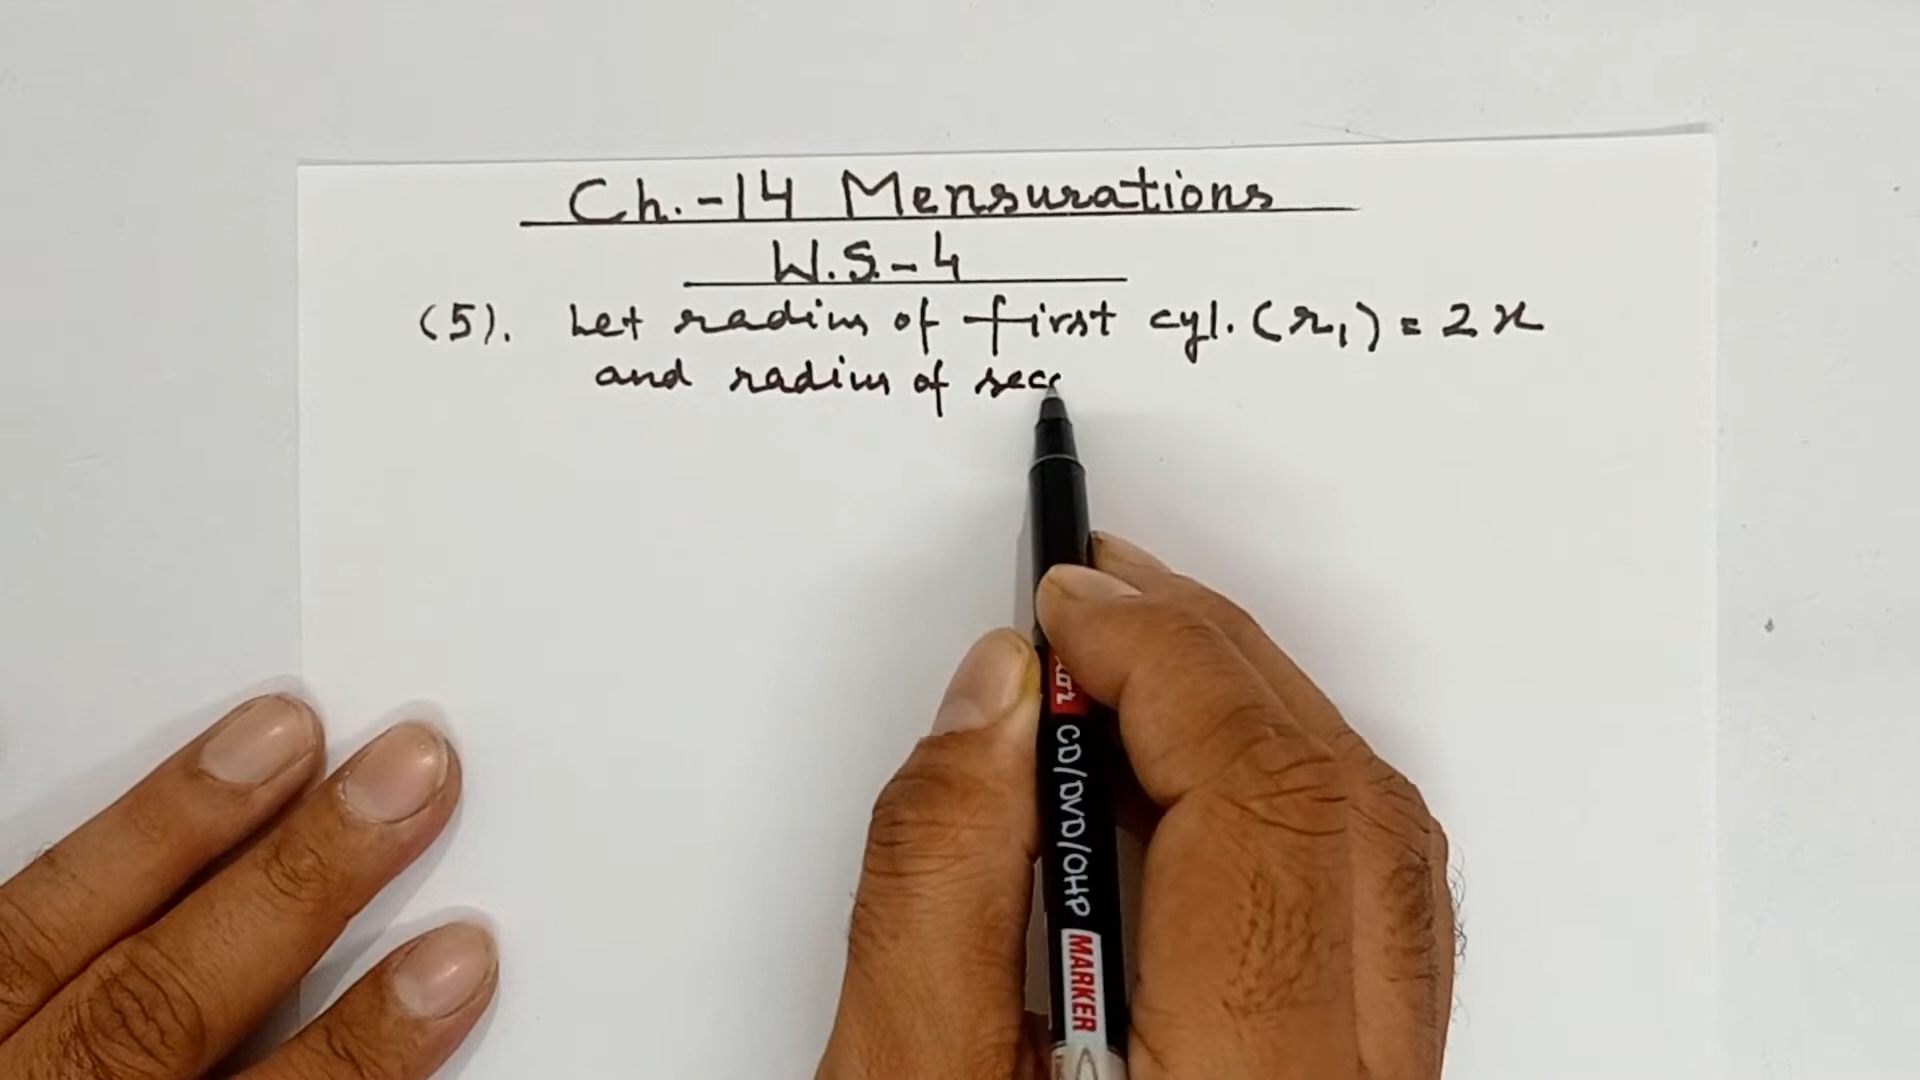 Ch.-14 Mensurations
W.S.-4
(5). Let radius of first cyl. (r₁) = 2x
and radius of sec
CD/DVD/OHP MARKER